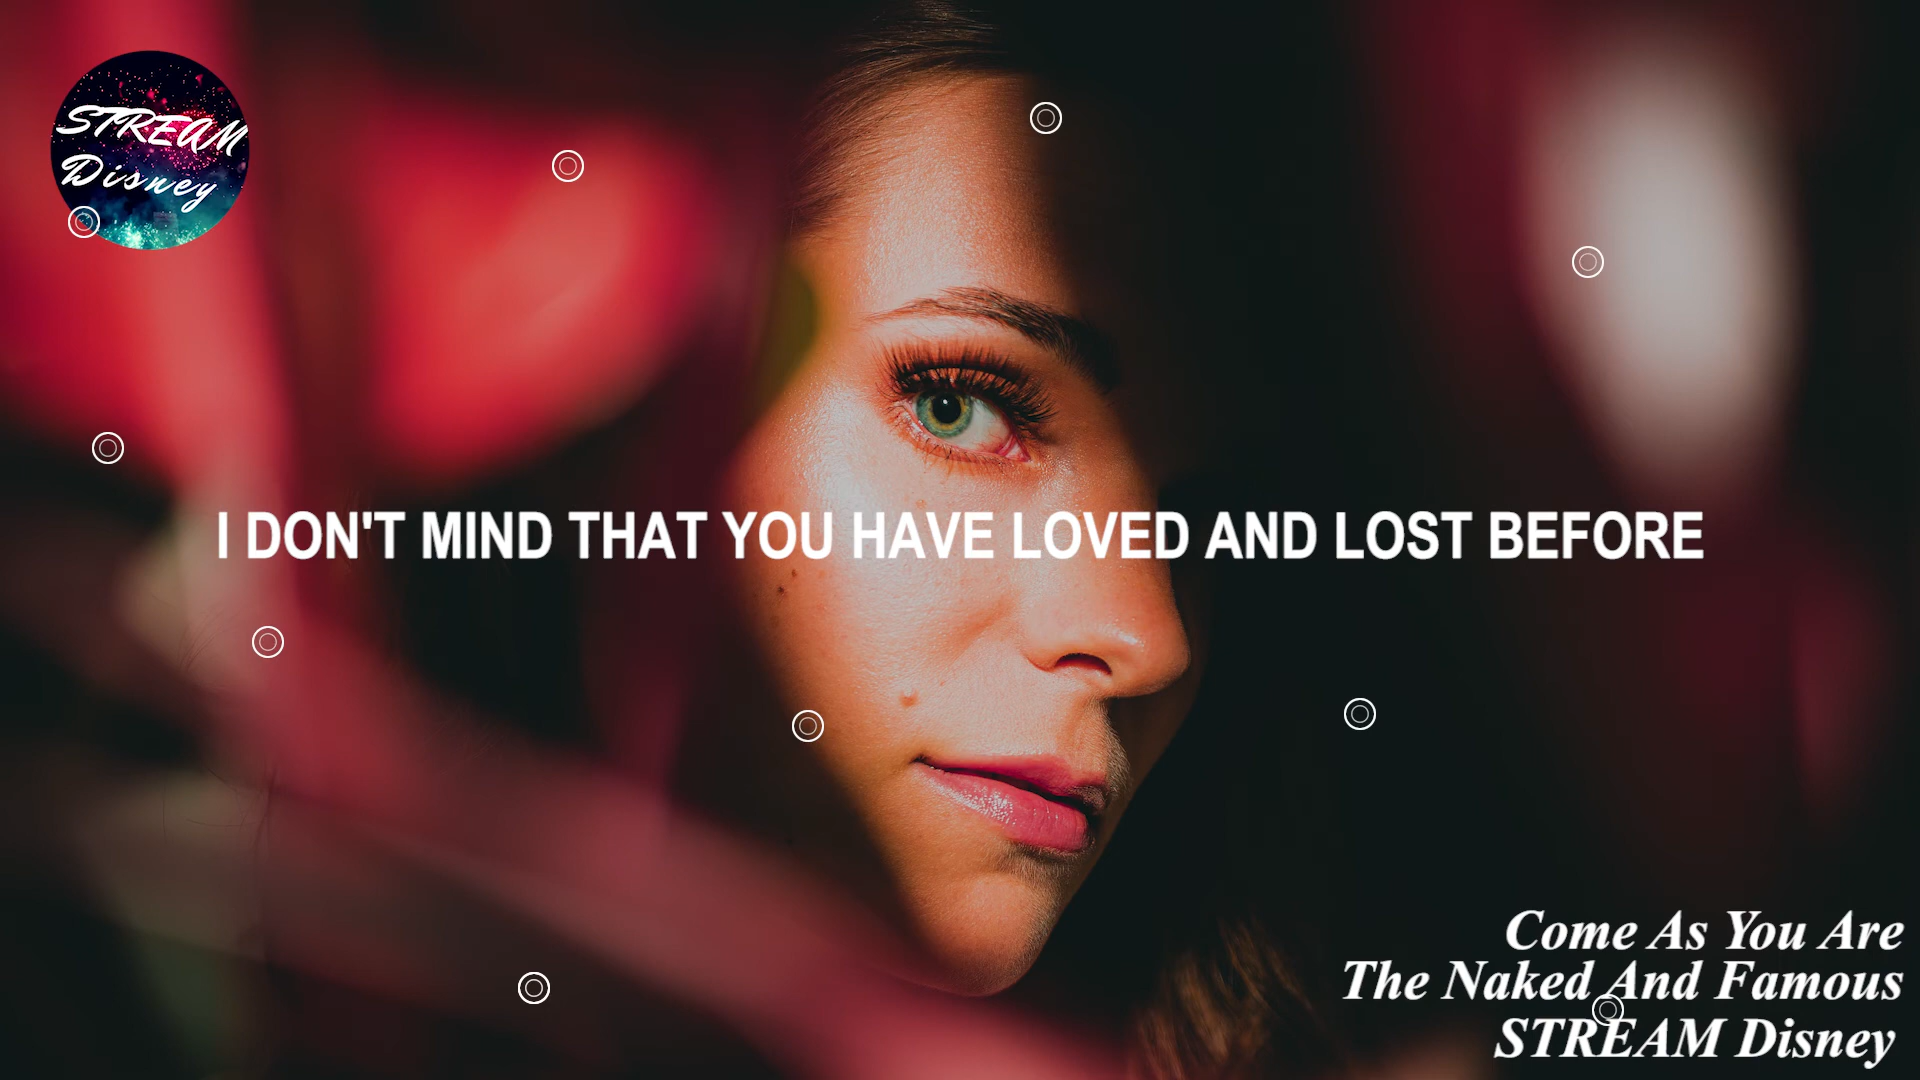 STREAM
Disney
I DON'T MIND THAT YOU HAVE LOVED AND LOST BEFORE
Come As You Are
The Naked And Famous
STREAM Disney